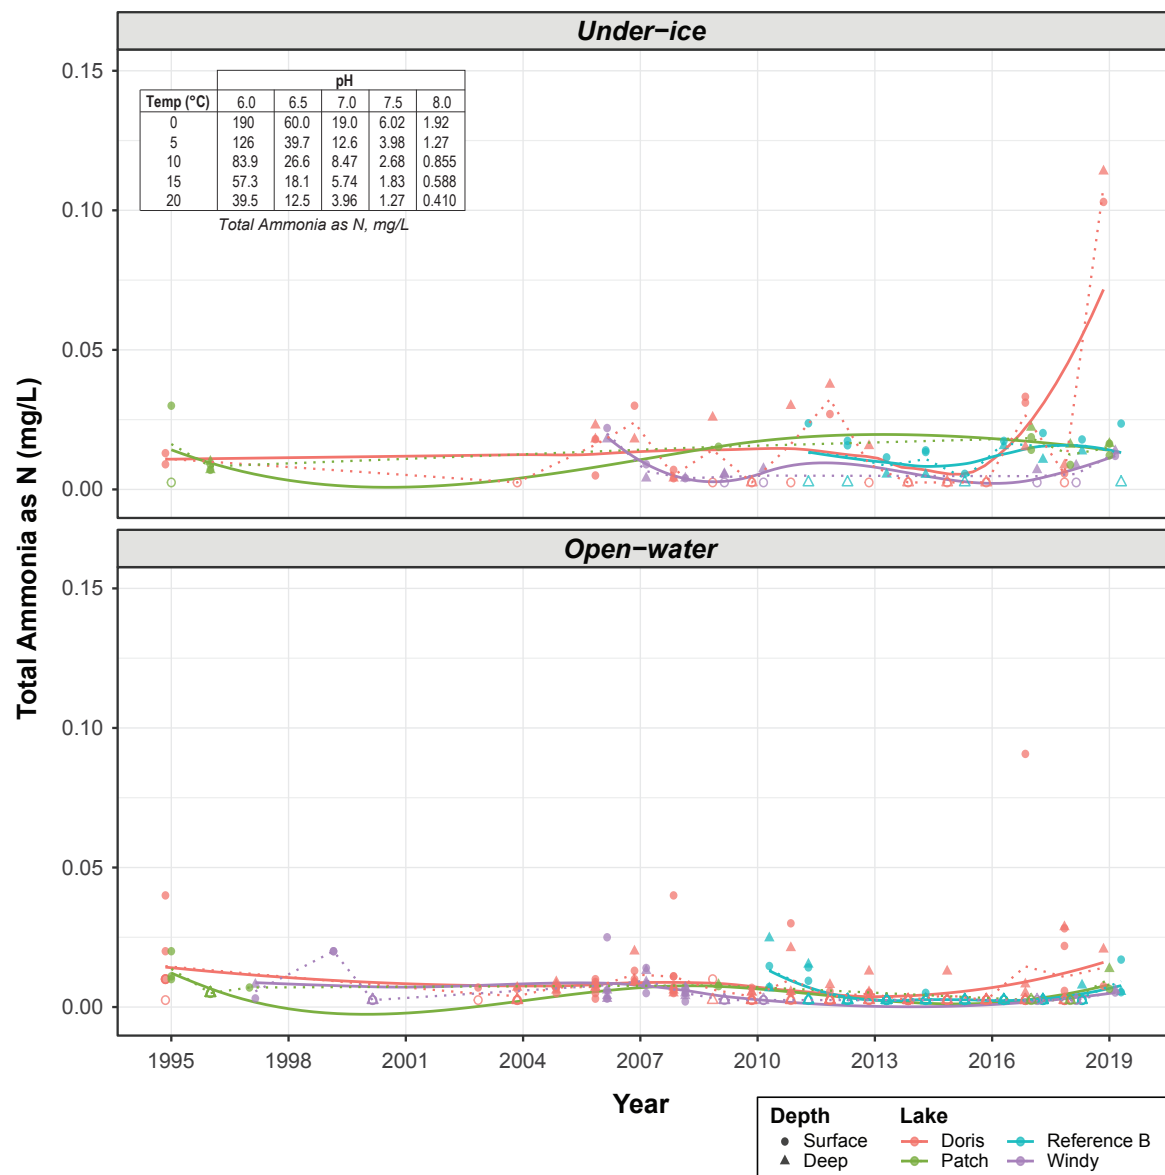 Under-ice
0.15
0.10
0.05
0.00
pH
Temp (°C) 6.0 6.5 7.0 7.5 8.0
0 190 60.0 19.0 6.02 1.92
5 126 39.7 12.6 3.98 1.27
10 83.9 26.6 8.47 2.68 0.855
15 57.3 18.1 5.74 1.83 0.588
20 39.5 12.5 3.96 1.27 0.410
Total Ammonia as N, mg/L
Total Ammonia as N (mg/L)
Open-water
0.15
0.10
0.05
0.00
1995 1998 2001 2004 2007 2010 2013 2016 2019
Year
Depth Lake
Surface Doris Reference B
Deep Patch Windy